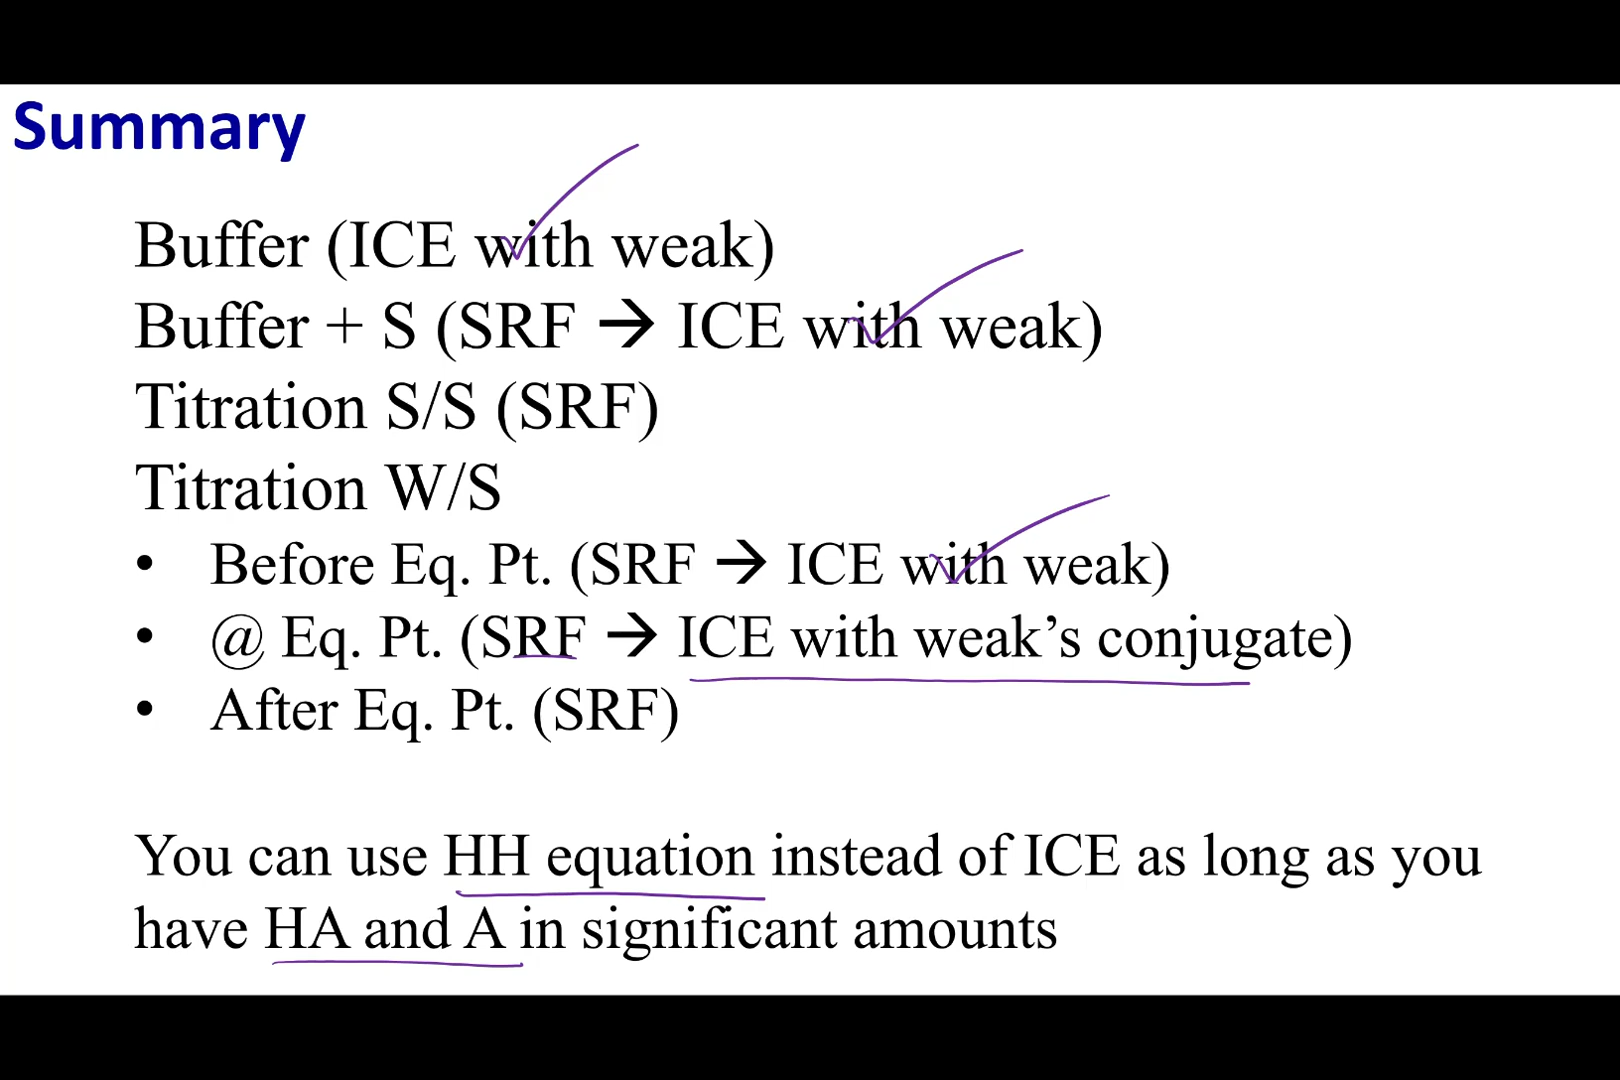 Summary
Buffer (ICE with weak)
Buffer + S (SRF → ICE with weak)
Titration S/S (SRF)
Titration W/S
• Before Eq. Pt. (SRF → ICE with weak)
• @ Eq. Pt. (SRF → ICE with weak’s conjugate)
• After Eq. Pt. (SRF)
You can use HH equation instead of ICE as long as you
have HA and A in significant amounts